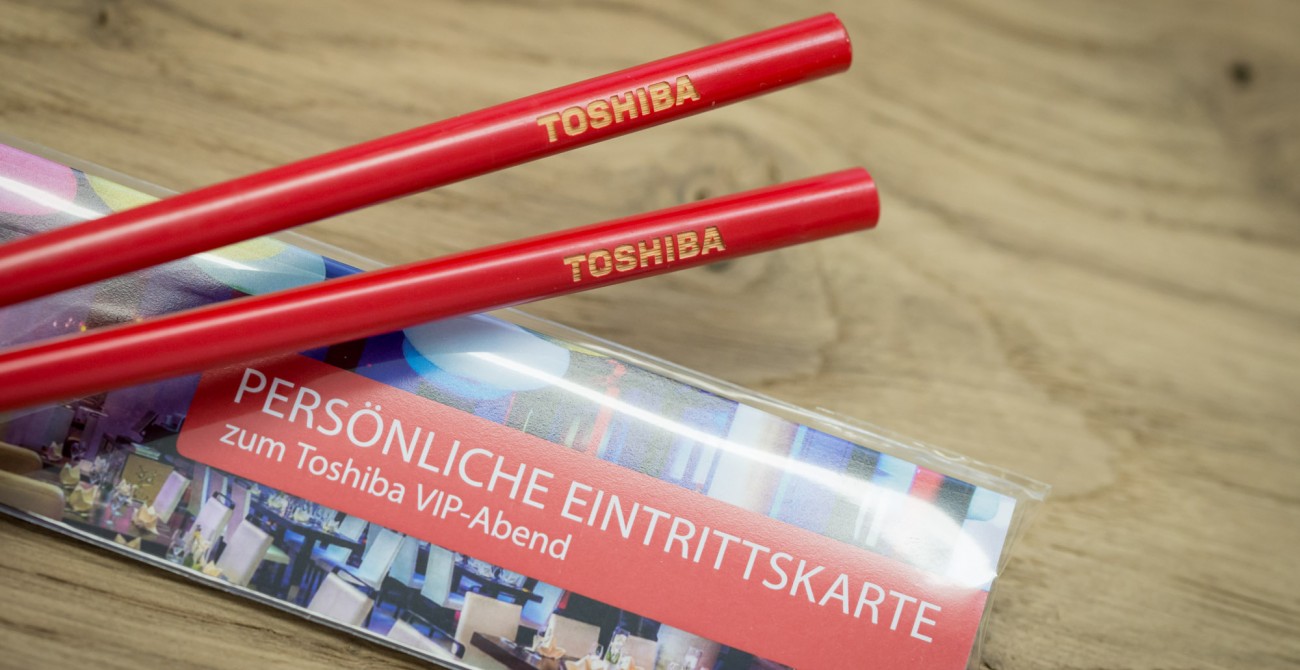 TOSHIBA
TOSHIBA
PERSÖNLICHE EINTRITTSKARTE
zum Toshiba VIP-Abend